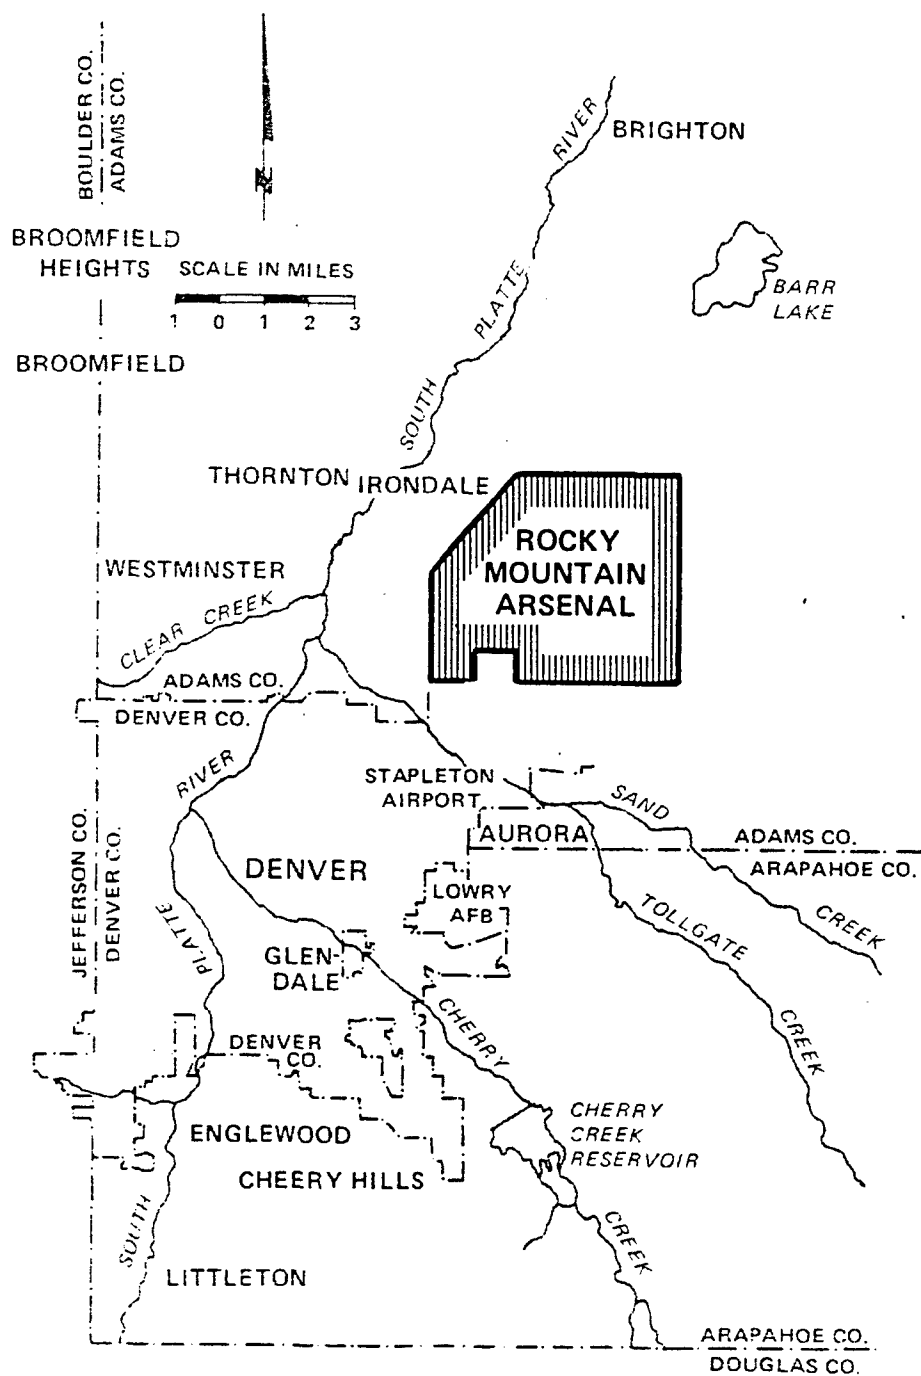 BOULDER CO.
ADAMS CO.
N
RIVER
BRIGHTON
BROOMFIELD
HEIGHTS
SCALE IN MILES
1 0 1 2 3
PLATTE
BARR
LAKE
BROOMFIELD
SOUTH
THORNTON
IRONDALE
ROCKY
MOUNTAIN
ARSENAL
WESTMINSTER
CLEAR CREEK
ADAMS CO.
DENVER CO.
RIVER
STAPLETON
AIRPORT
SAND
AURORA
ADAMS CO.
ARAPAHOE CO.
JEFFERSON CO.
DENVER CO.
DENVER
LOWRY
AFB
PLATTE
TOLLGATE
CREEK
GLEN-
DALE
CHERRY
CREEK
DENVER
CO.
ENGLEWOOD
CHERRY
CREEK
RESERVOIR
CHEERY HILLS
SOUTH
CREEK
LITTLETON
ARAPAHOE CO.
DOUGLAS CO.